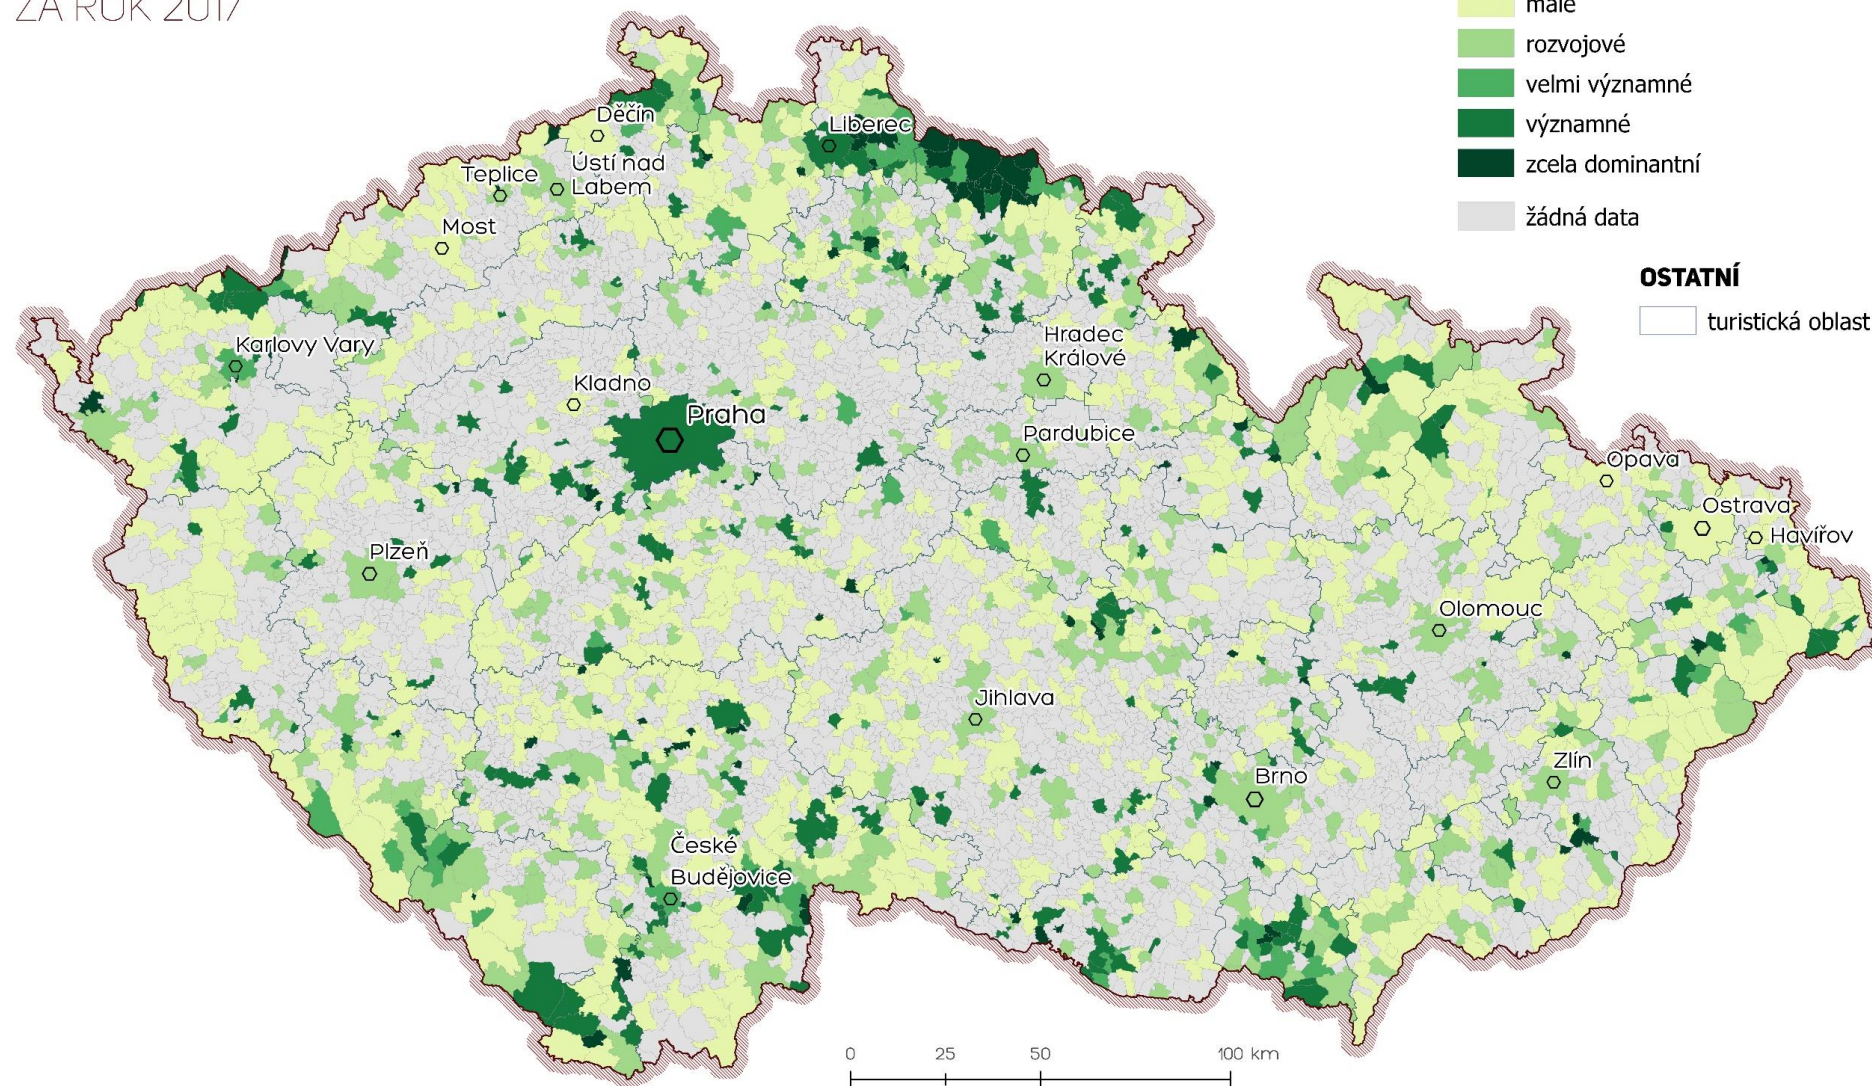 ZA ROK 2017
malé
rozvojové
velmi významné
významné
zcela dominantní
žádná data
OSTATNÍ
turistická oblast
Děčín
Liberec
Ústí nad
Labem
Teplice
Most
Karlovy Vary
Hradec
Králové
Kladno
Praha
Pardubice
Opava
Ostrava
Havířov
Plzeň
Olomouc
Jihlava
Zlín
Brno
České
Budějovice
0 25 50 100 km